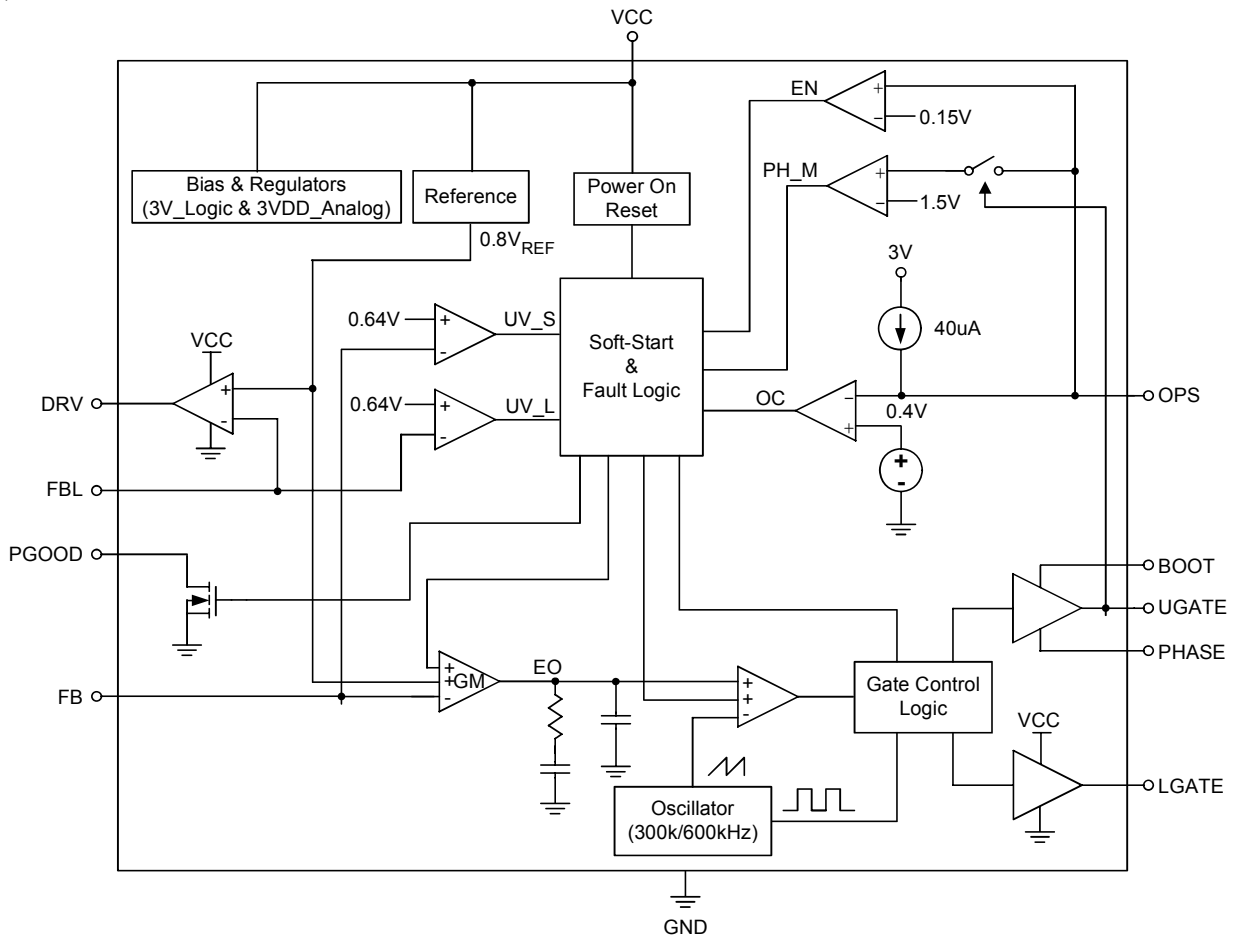 VCC
EN
+
−
0.15V
PH_M
+
−
1.5V
Bias & Regulators
(3V_Logic & 3VDD_Analog)
Reference
Power On
Reset
0.8VREF
3V
40uA
0.64V
+
-
UV_S
Soft-Start
&
Fault Logic
VCC
DRV
+
-
0.64V
+
-
UV_L
OC
−
+
0.4V
OPS
+
-
FBL
PGOOD
BOOT
UGATE
PHASE
FB
+
+
-
GM
EO
+
+
-
Gate Control
Logic
VCC
LGATE
Oscillator
(300k/600kHz)
GND